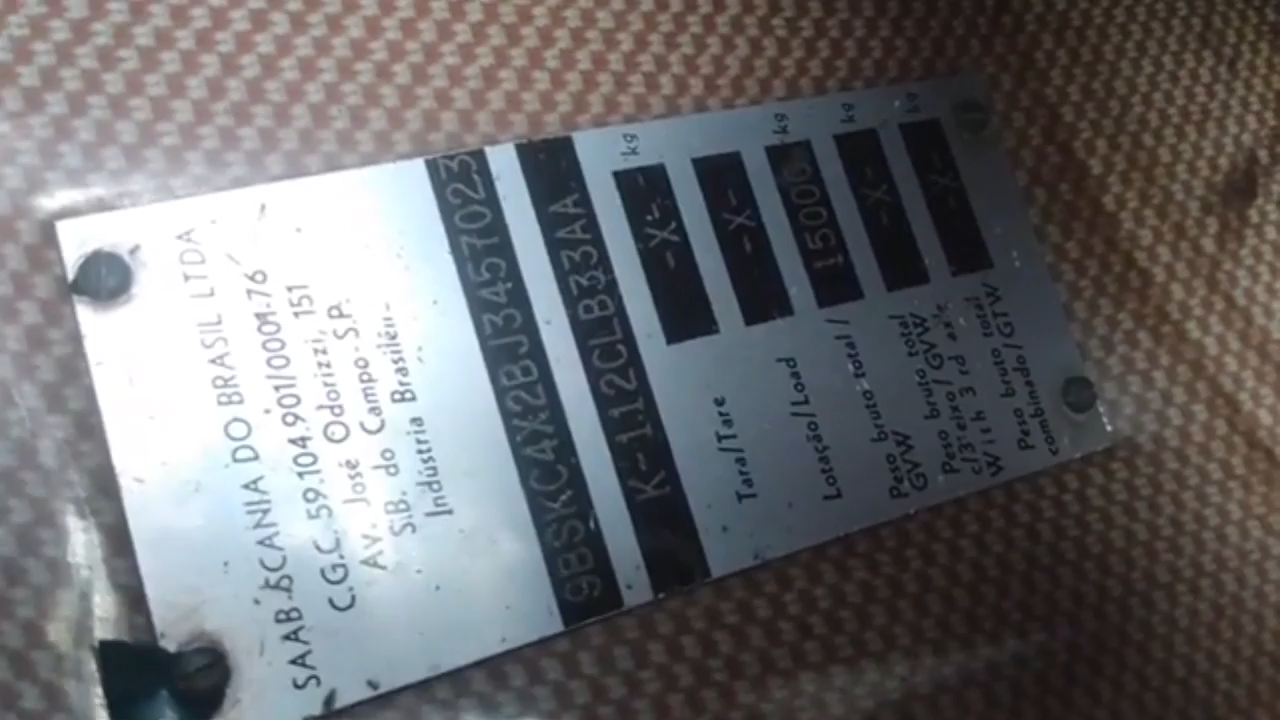 SAAB-SCANIA DO BRASIL LTDA
C.G.C. 59.104.901/0001-76
AV. José Odorizzi, 151
S.B. do Campo-S.P.
Indústria Brasileira
9BSKC4X2BJ3457023
K-112CLB33AA
-X- kg
Tara/Tare -X-
Lotação/Load 15000 kg
Peso bruto total/ GVW -X- kg
Peso bruto total c/3º eixo/GVW With 3 rd axle -X- kg
Peso bruto total combinado/GTW